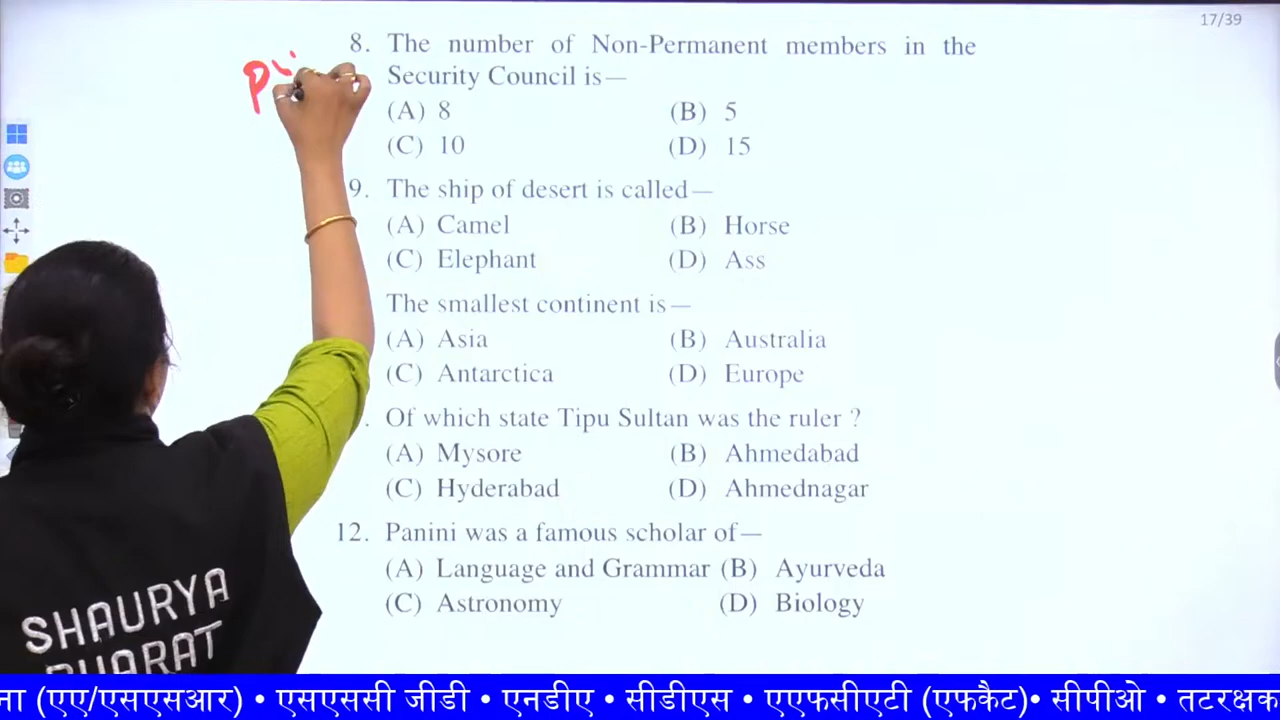 17/39
8. The number of Non-Permanent members in the
Security Council is—
(A) 8 (B) 5
(C) 10 (D) 15
9. The ship of desert is called—
(A) Camel (B) Horse
(C) Elephant (D) Ass
The smallest continent is—
(A) Asia (B) Australia
(C) Antarctica (D) Europe
. Of which state Tipu Sultan was the ruler ?
(A) Mysore (B) Ahmedabad
(C) Hyderabad (D) Ahmednagar
12. Panini was a famous scholar of—
(A) Language and Grammar (B) Ayurveda
(C) Astronomy (D) Biology
SHAURYA
BHARAT
ना (एए/एसएसआर) • एसएससी जीडी • एनडीए • सीडीएस • एएफसीएटी (एफकैट)• सीपीओ • तटरक्षक